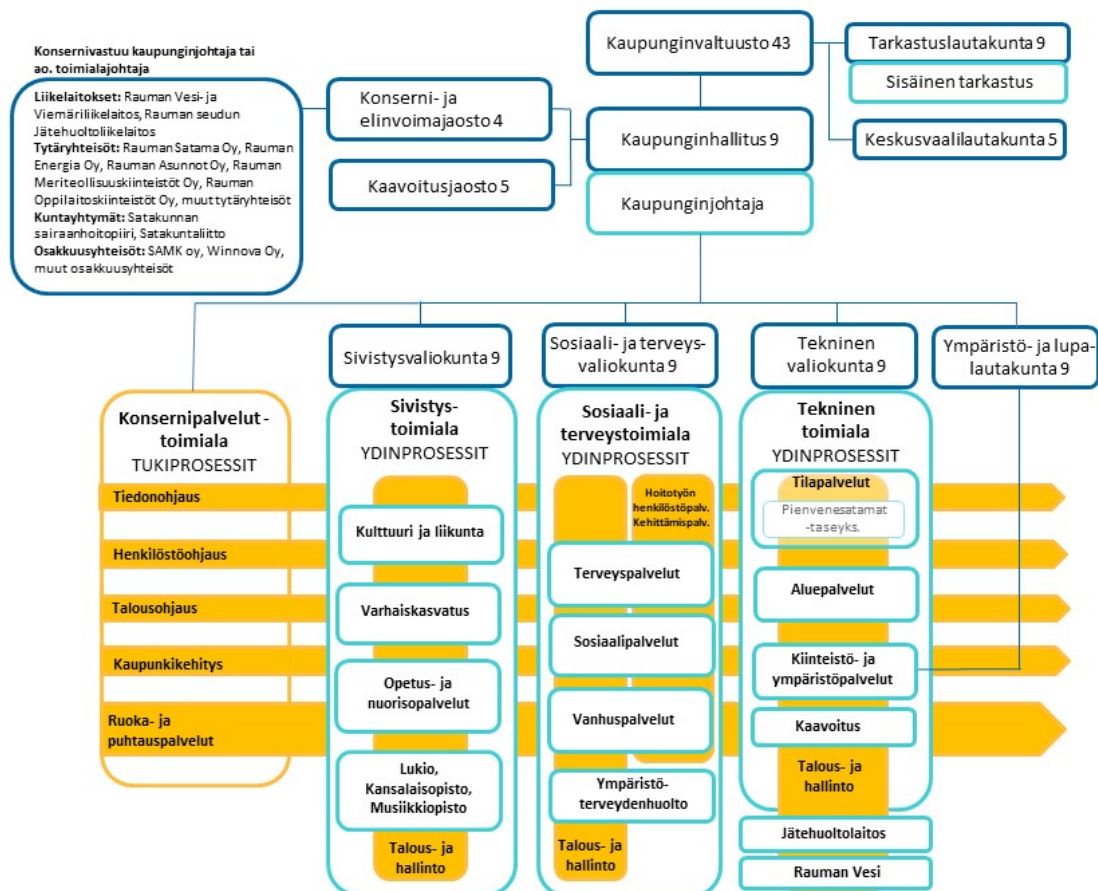 Konsernivastuu kaupunginjohtaja tai
ao. toimialajohtaja
Liikelaitokset: Rauman Vesi- ja
Viemäriliikelaitos, Rauman seudun
Jätehuoltoliikelaitos
Tytäryhteisöt: Rauman Satama Oy, Rauman
Energia Oy, Rauman Asunnot Oy, Rauman
Meriteollisuuskiinteistöt Oy, Rauman
Oppilaitoskiinteistöt Oy, muut tytäryhteisöt
Kuntayhtymät: Satakunnan
sairaanhoitopiiri, Satakuntaliitto
Osakkuusyhteisöt: SAMK oy, Winnova Oy,
muut osakkuusyhteisöt
Konserni- ja
elinvoimajaosto 4
Kaavoitusjaosto 5
Kaupunginvaltuusto 43
Kaupunginhallitus 9
Kaupunginjohtaja
Tarkastuslautakunta 9
Sisäinen tarkastus
Keskusvaalilautakunta 5
Sivistysvaliokunta 9
Sosiaali- ja terveys-
valiokunta 9
Tekninen
valiokunta 9
Ympäristö- ja lupa-
lautakunta 9
Konsernipalvelut -
toimiala
TUKIPROSESSIT
Tiedonohjaus
Henkilöstöohjaus
Talousohjaus
Kaupunkikehitys
Ruoka- ja
puhtauspalvelut
Sivistys-
toimiala
YDINPROSESSIT
Kulttuuri ja liikunta
Varhaiskasvatus
Opetus- ja
nuorisopalvelut
Lukio,
Kansalaisopisto,
Musiikkiopisto
Talous- ja
hallinto
Sosiaali- ja
terveystoimiala
YDINPROSESSIT
Hoitotyön
henkilöstöpalv.
Kehittämispalv.
Terveyspalvelut
Sosiaalipalvelut
Vanhuspalvelut
Ympäristö-
terveydenhuolto
Talous- ja
hallinto
Tekninen
toimiala
YDINPROSESSIT
Tilapalvelut
Pienvenesatamat
-taseyks.
Aluepalvelut
Kiinteistö- ja
ympäristöpalvelut
Kaavoitus
Talous- ja
hallinto
Jätehuoltolaitos
Rauman Vesi